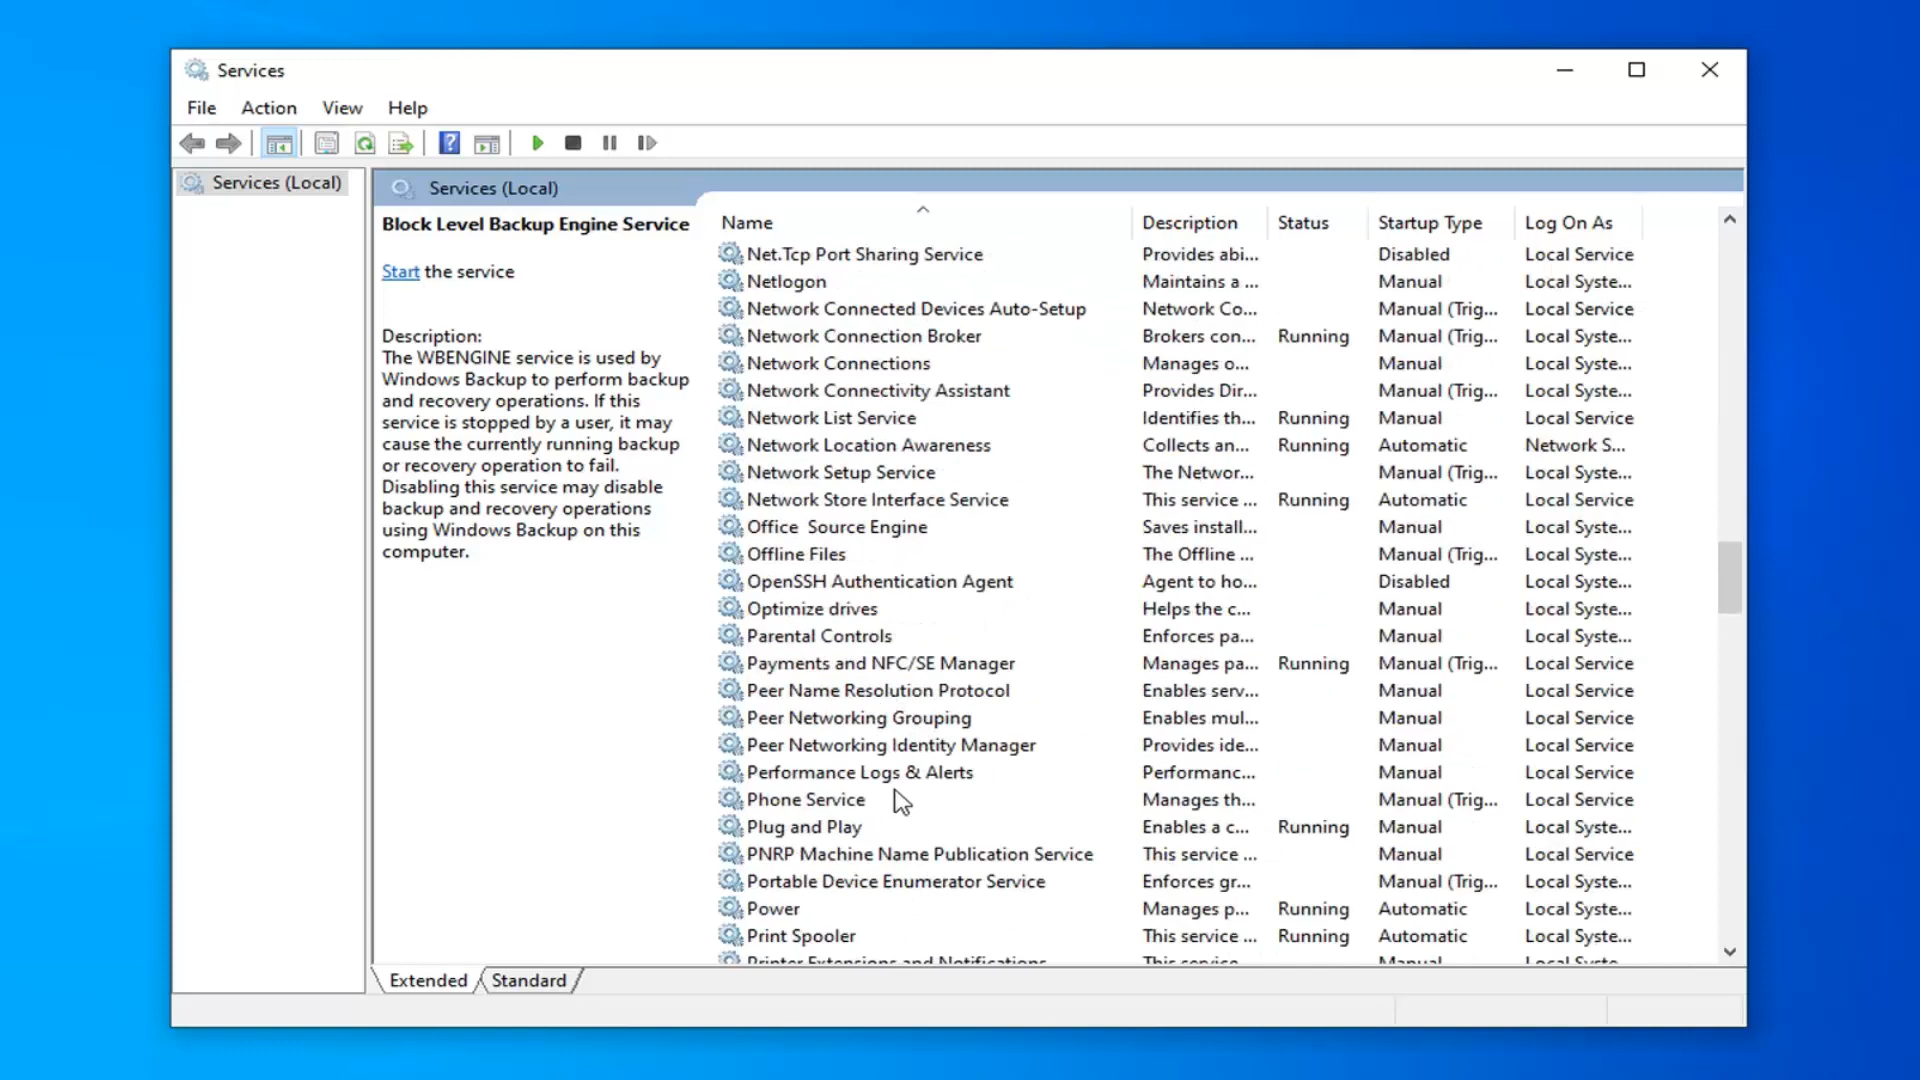 Services
File Action View Help
Services (Local)
Services (Local)
Block Level Backup Engine Service
Start the service
Description:
The WBENGINE service is used by
Windows Backup to perform backup
and recovery operations. If this
service is stopped by a user, it may
cause the currently running backup
or recovery operation to fail.
Disabling this service may disable
backup and recovery operations
using Windows Backup on this
computer.
Name Description Status Startup Type Log On As
Net.Tcp Port Sharing Service Provides abi... Disabled Local Service
Netlogon Maintains a ... Manual Local Syste...
Network Connected Devices Auto-Setup Network Co... Manual (Trig... Local Service
Network Connection Broker Brokers con... Running Manual (Trig... Local Syste...
Network Connections Manages o... Manual Local Syste...
Network Connectivity Assistant Provides Dir... Manual (Trig... Local Syste...
Network List Service Identifies th... Running Manual Local Service
Network Location Awareness Collects an... Running Automatic Network S...
Network Setup Service The Networ... Manual (Trig... Local Syste...
Network Store Interface Service This service ... Running Automatic Local Service
Office  Source Engine Saves install... Manual Local Syste...
Offline Files The Offline ... Manual (Trig... Local Syste...
OpenSSH Authentication Agent Agent to ho... Disabled Local Syste...
Optimize drives Helps the c... Manual Local Syste...
Parental Controls Enforces pa... Manual Local Syste...
Payments and NFC/SE Manager Manages pa... Running Manual (Trig... Local Service
Peer Name Resolution Protocol Enables serv... Manual Local Service
Peer Networking Grouping Enables mul... Manual Local Service
Peer Networking Identity Manager Provides ide... Manual Local Service
Performance Logs & Alerts Performanc... Manual Local Service
Phone Service Manages th... Manual (Trig... Local Service
Plug and Play Enables a c... Running Manual Local Syste...
PNRP Machine Name Publication Service This service ... Manual Local Service
Portable Device Enumerator Service Enforces gr... Manual (Trig... Local Syste...
Power Manages p... Running Automatic Local Syste...
Print Spooler This service ... Running Automatic Local Syste...
Printer Extensions and Notifications This service ... Manual Local Syste...
Extended Standard